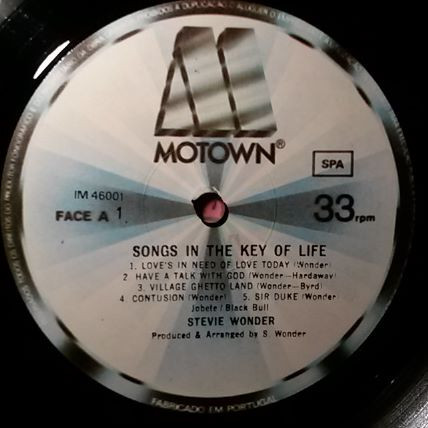 MOTOWN®
SPA
IM 46001
FACE A 1
33 rpm
SONGS IN THE KEY OF LIFE
1. LOVE'S IN NEED OF LOVE TODAY (Wonder)
2. HAVE A TALK WITH GOD (Wonder—Hardaway)
3. VILLAGE GHETTO LAND (Wonder—Byrd)
4 CONTUSION (Wonder) 5. SIR DUKE (Wonder)
Jobete / Black Bull
STEVIE WONDER
Produced & Arranged by S. Wonder
FABRICADO EM PORTUGAL